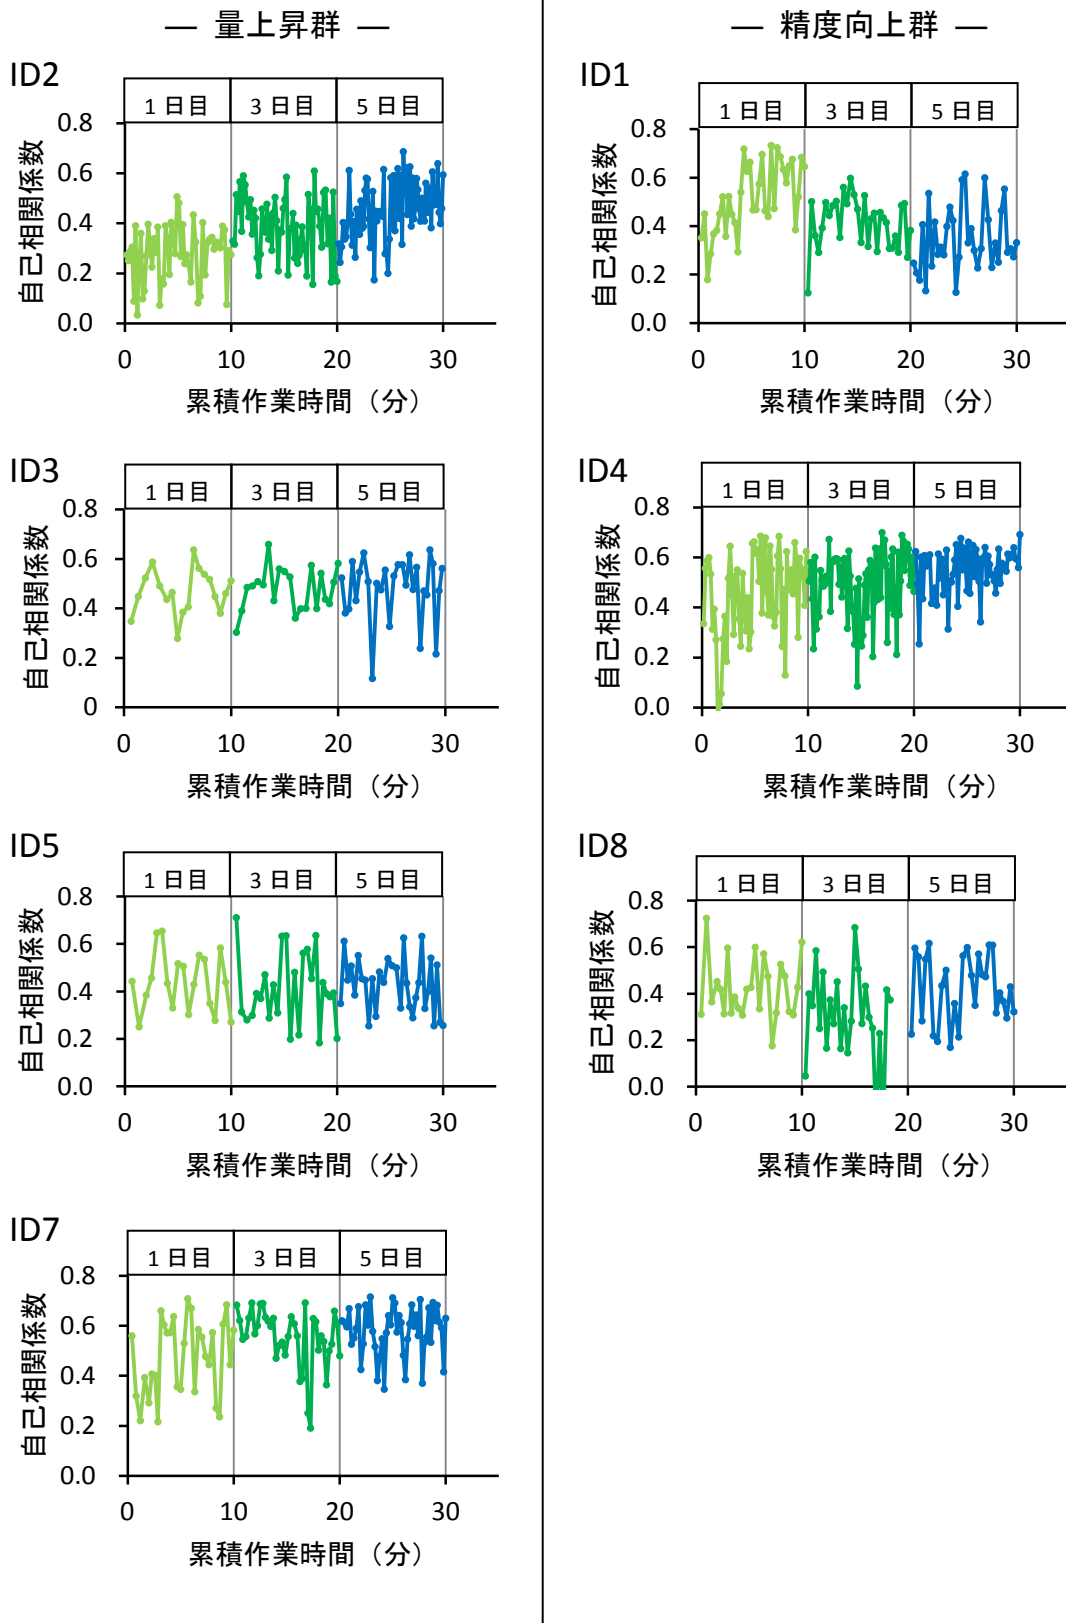 ― 量上昇群 ―
ID2
1 日目 3 日目 5 日目
自己相関係数
0.8
0.6
0.4
0.2
0.0
0 10 20 30
累積作業時間（分）
ID3
1 日目 3 日目 5 日目
自己相関係数
0.8
0.6
0.4
0.2
0
0 10 20 30
累積作業時間（分）
ID5
1 日目 3 日目 5 日目
自己相関係数
0.8
0.6
0.4
0.2
0.0
0 10 20 30
累積作業時間（分）
ID7
1 日目 3 日目 5 日目
自己相関係数
0.8
0.6
0.4
0.2
0.0
0 10 20 30
累積作業時間（分）
― 精度向上群 ―
ID1
1 日目 3 日目 5 日目
自己相関係数
0.8
0.6
0.4
0.2
0.0
0 10 20 30
累積作業時間（分）
ID4
1 日目 3 日目 5 日目
自己相関係数
0.8
0.6
0.4
0.2
0.0
0 10 20 30
累積作業時間（分）
ID8
1 日目 3 日目 5 日目
自己相関係数
0.8
0.6
0.4
0.2
0.0
0 10 20 30
累積作業時間（分）